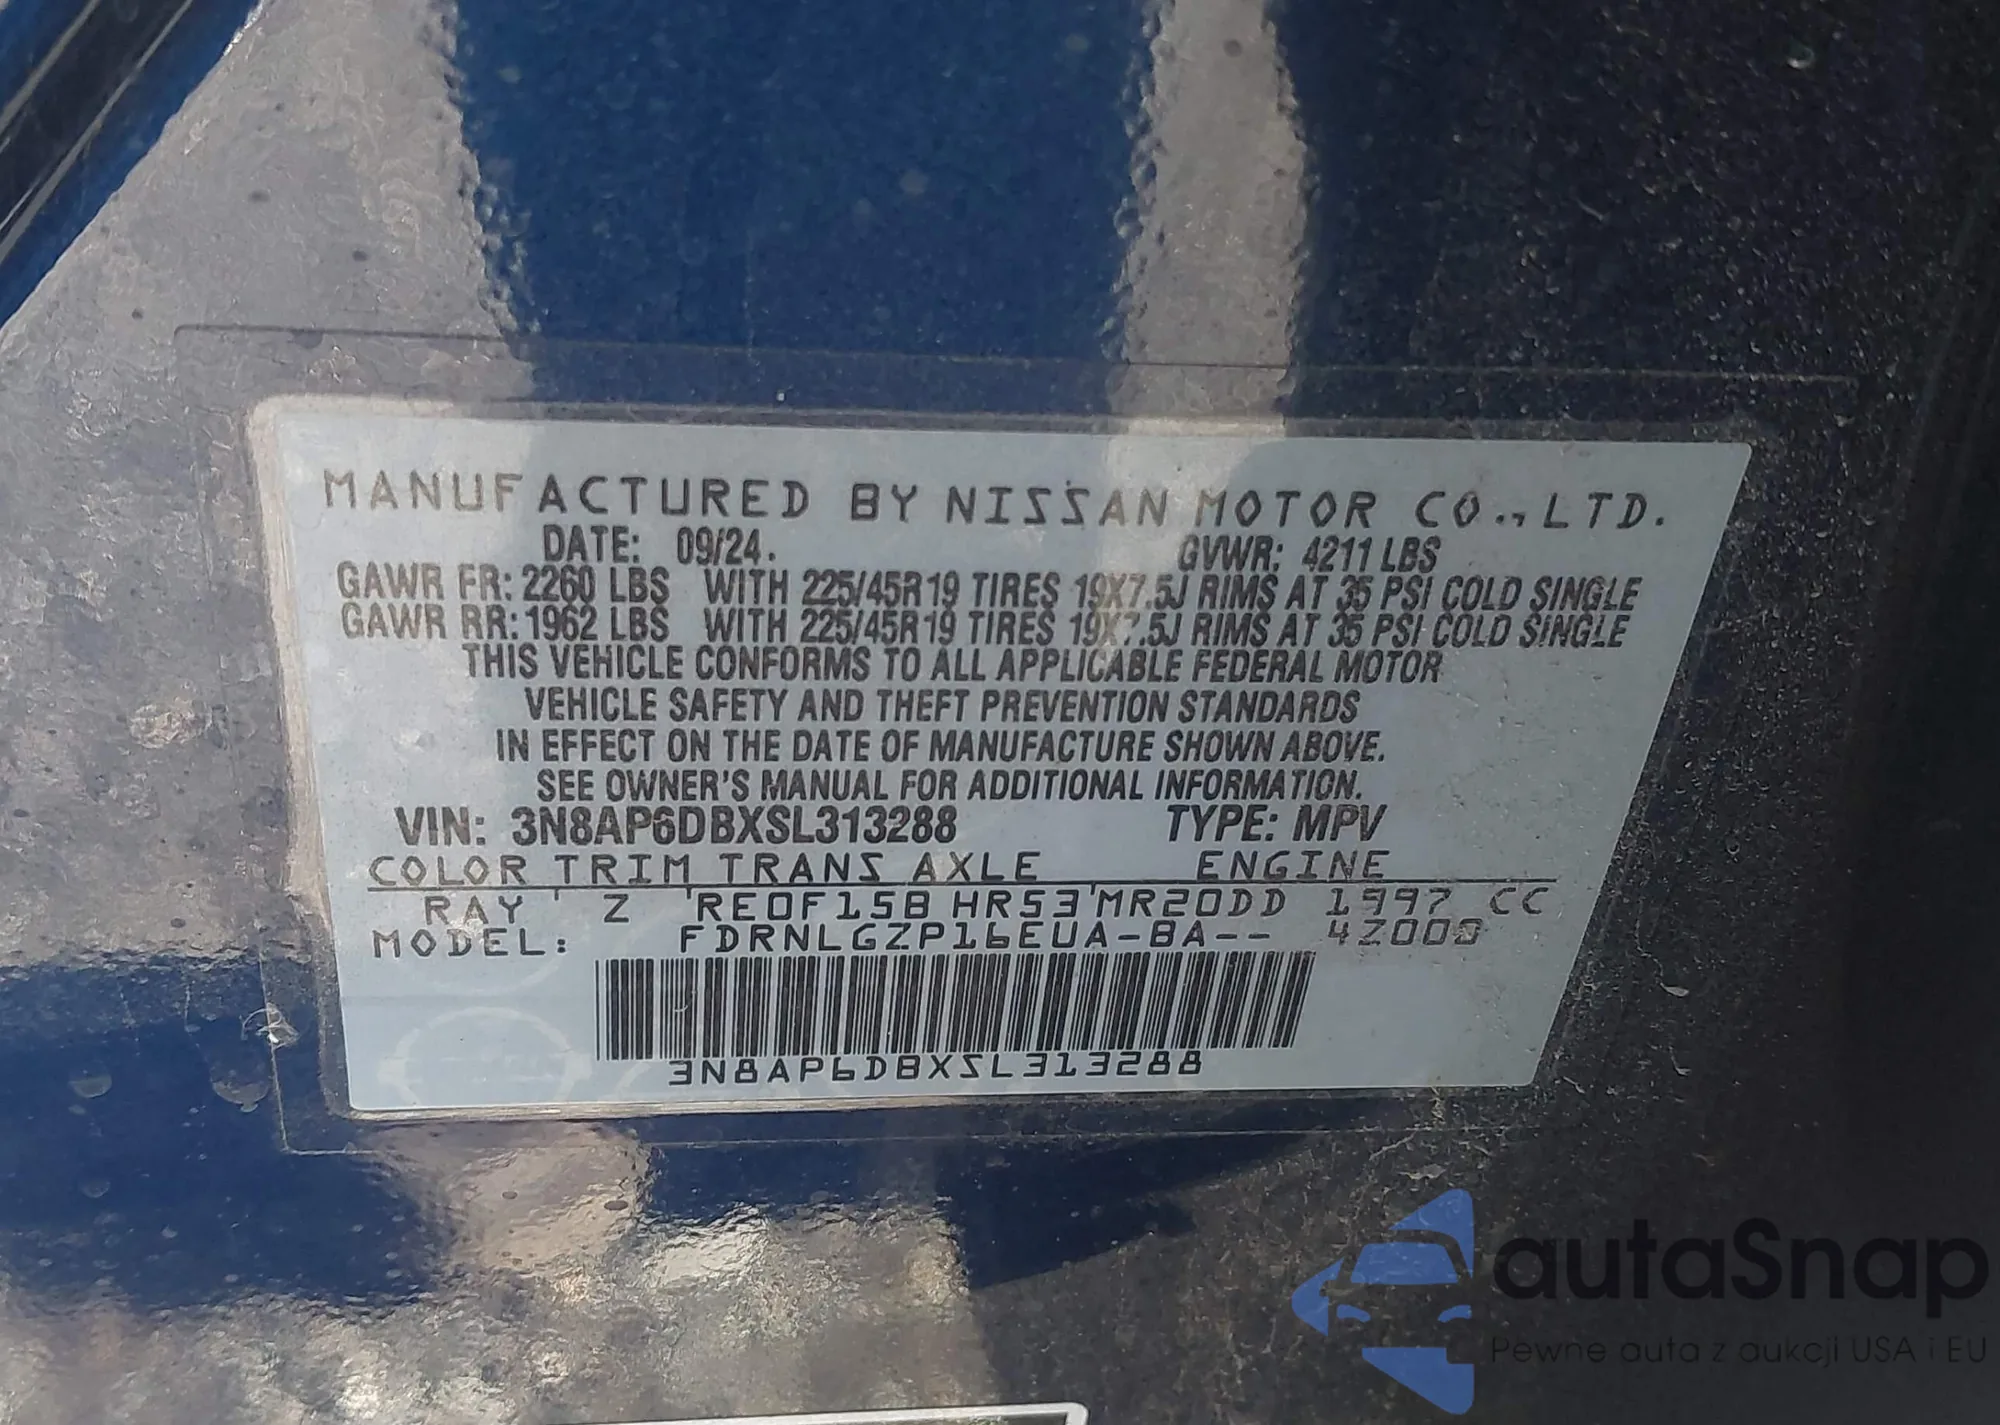 MANUFACTURED BY NISSAN MOTOR CO., LTD.
DATE: 09/24. GVWR: 4211 LBS
GAWR FR: 2260 LBS WITH 225/45R19 TIRES 19X7.5J RIMS AT 35 PSI COLD SINGLE
GAWR RR: 1962 LBS WITH 225/45R19 TIRES 19X7.5J RIMS AT 35 PSI COLD SINGLE
THIS VEHICLE CONFORMS TO ALL APPLICABLE FEDERAL MOTOR
VEHICLE SAFETY AND THEFT PREVENTION STANDARDS
IN EFFECT ON THE DATE OF MANUFACTURE SHOWN ABOVE.
SEE OWNER'S MANUAL FOR ADDITIONAL INFORMATION.
VIN: 3N8AP6DBXSL313288 TYPE: MPV
COLOR TRIM TRANS AXLE ENGINE
RAY Z RE0F15B HR53 MR20DD 1997 CC
MODEL: FDRNLGZP16EUA-BA-- 4Z000
3N8AP6DBXSL313288
autaSnap
Pewne auta z aukcji USA i EU